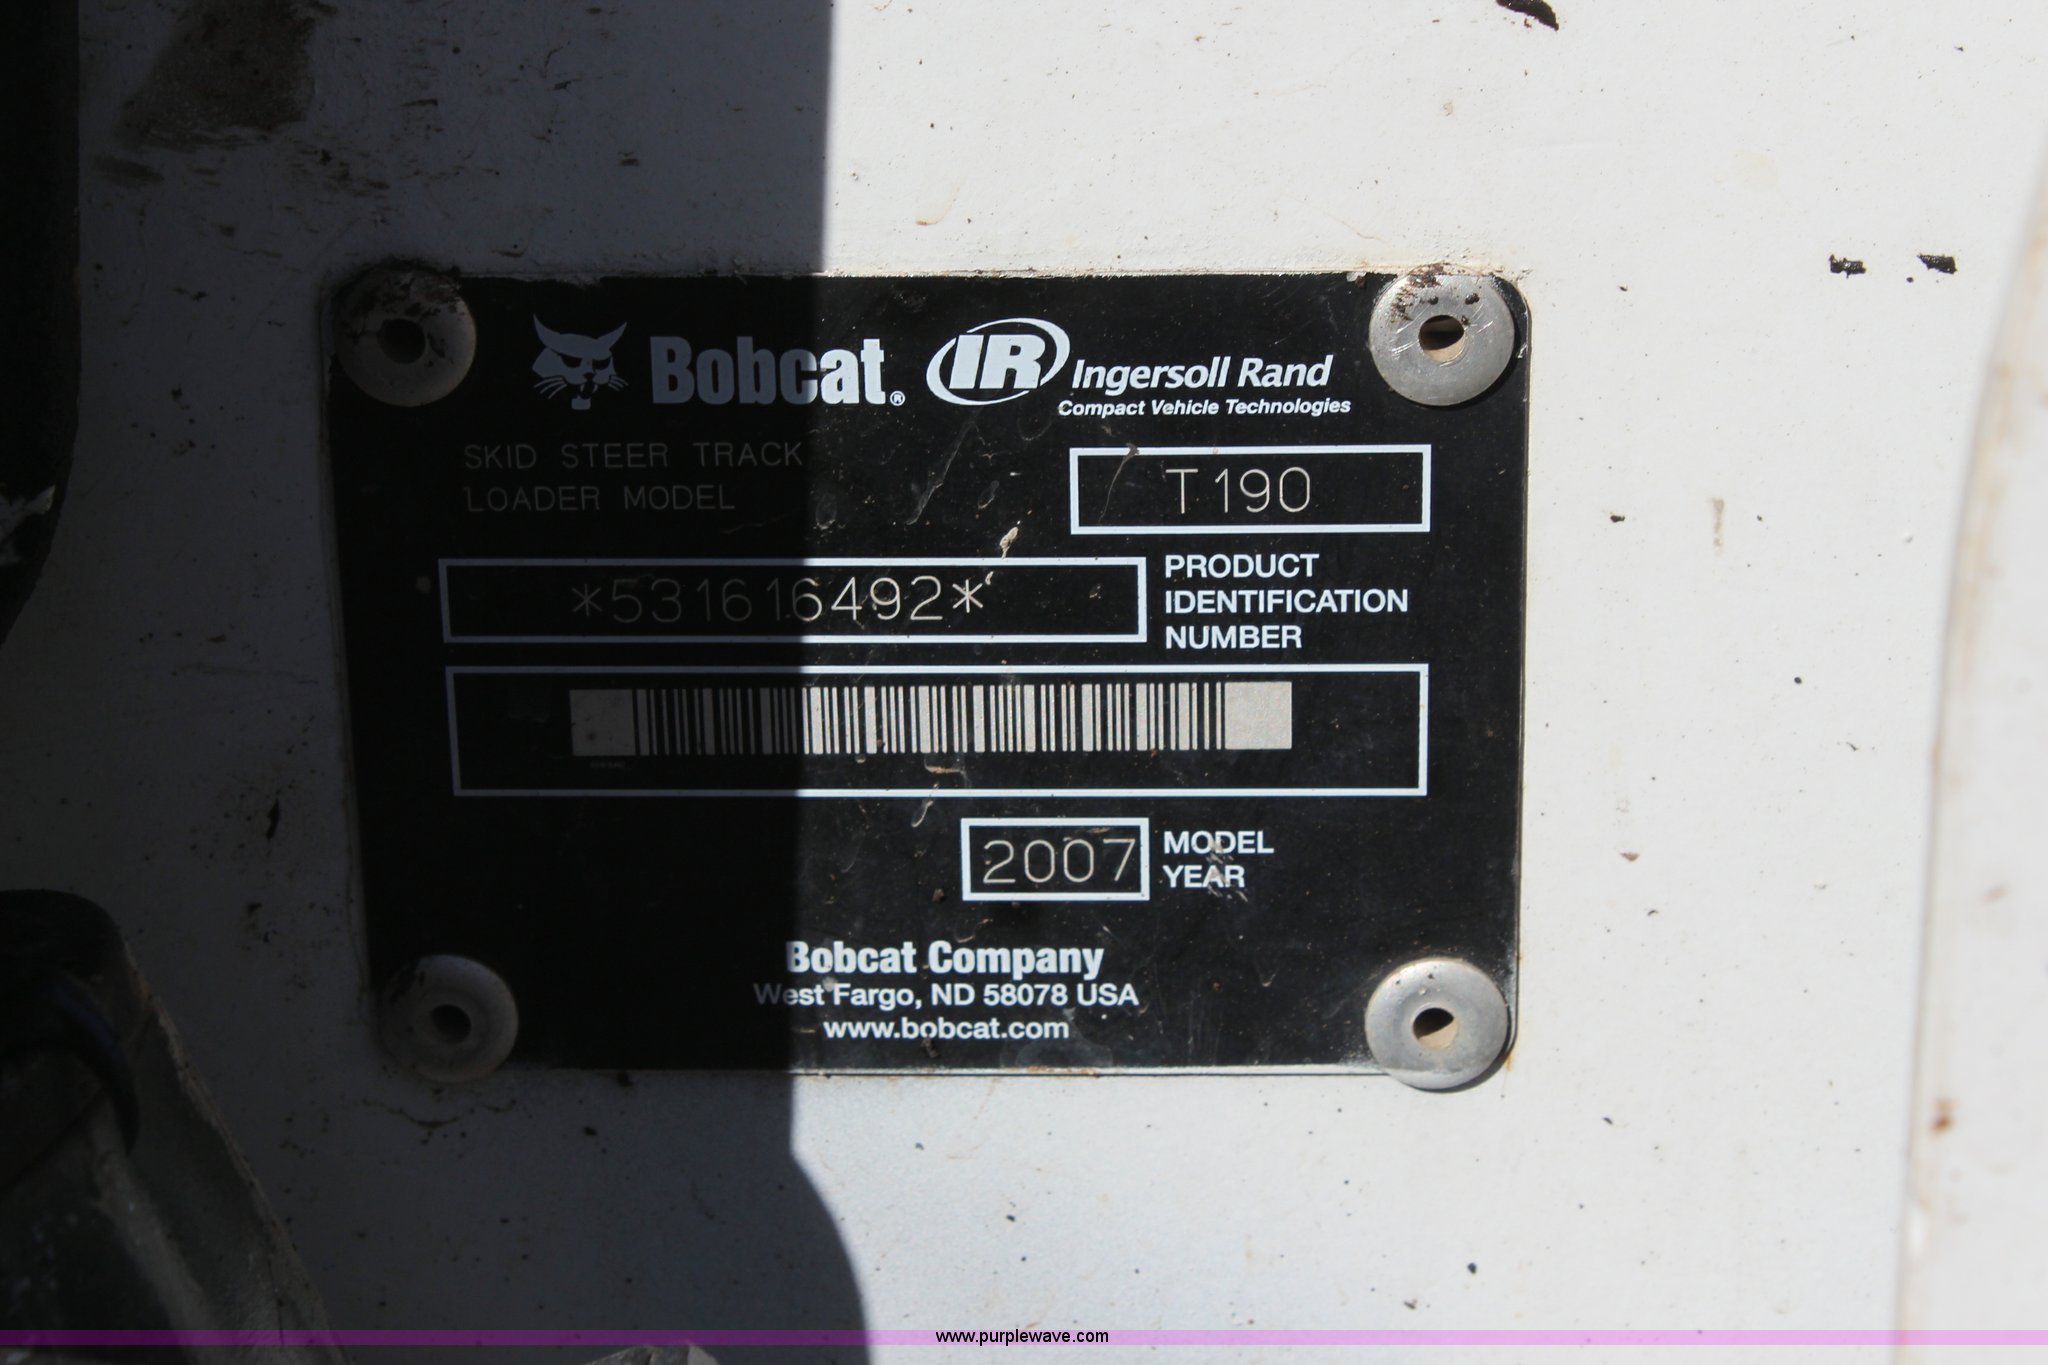 Bobcat® IR Ingersoll Rand
Compact Vehicle Technologies
SKID STEER TRACK
LOADER MODEL
T190
*531616492*
PRODUCT
IDENTIFICATION
NUMBER
2007
MODEL
YEAR
Bobcat Company
West Fargo, ND 58078 USA
www.bobcat.com
www.purplewave.com